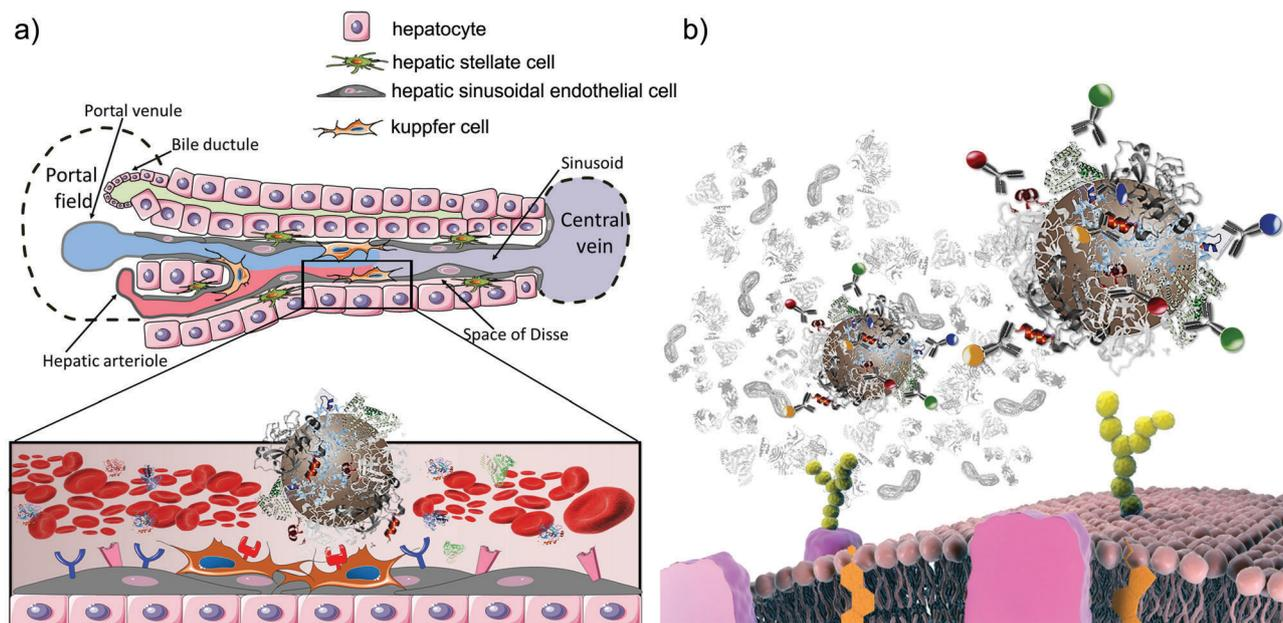 a)
hepatocyte
hepatic stellate cell
hepatic sinusoidal endothelial cell
kuppfer cell
Portal venule
Bile ductule
Sinusoid
Portal
field
Central
vein
Space of Disse
Hepatic arteriole
b)